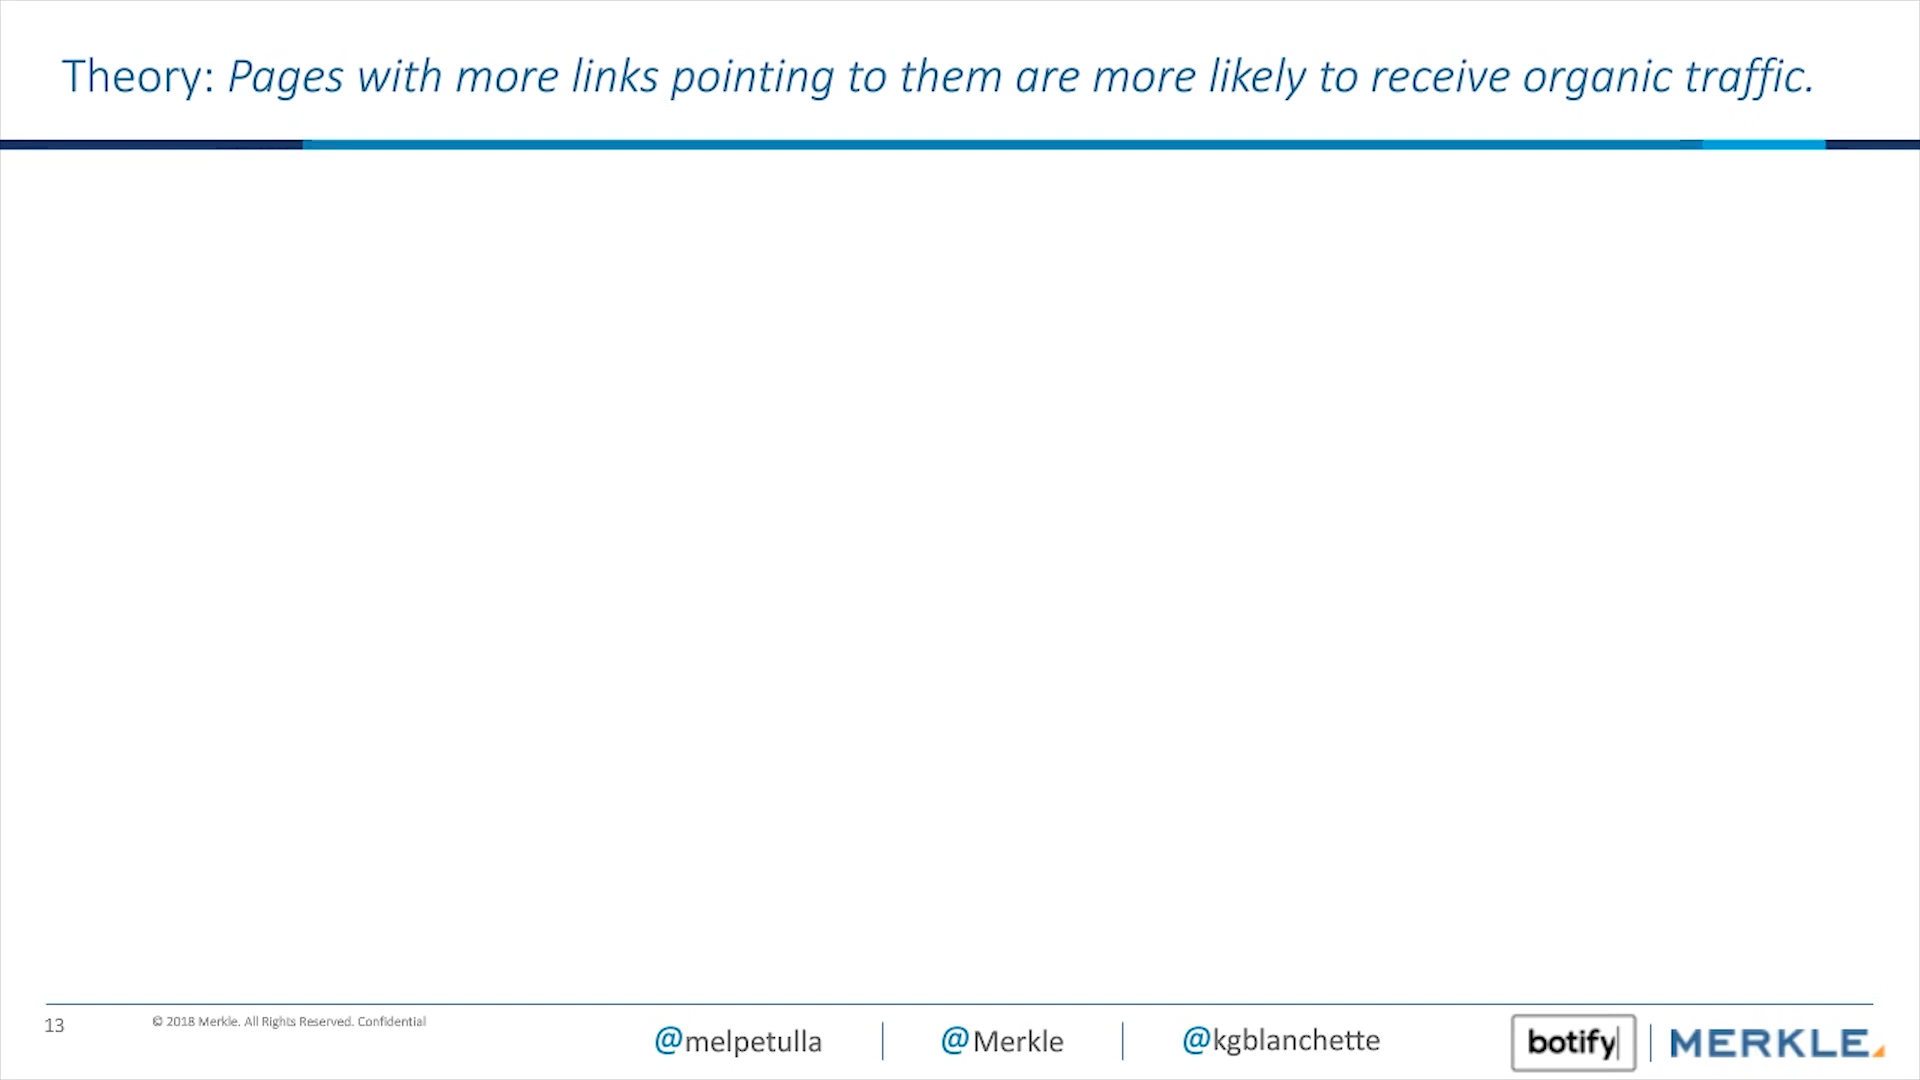 Theory: Pages with more links pointing to them are more likely to receive organic traffic.
13
© 2018 Merkle. All Rights Reserved. Confidential
@melpetulla
@Merkle
@kgblanchette
botify
MERKLE.